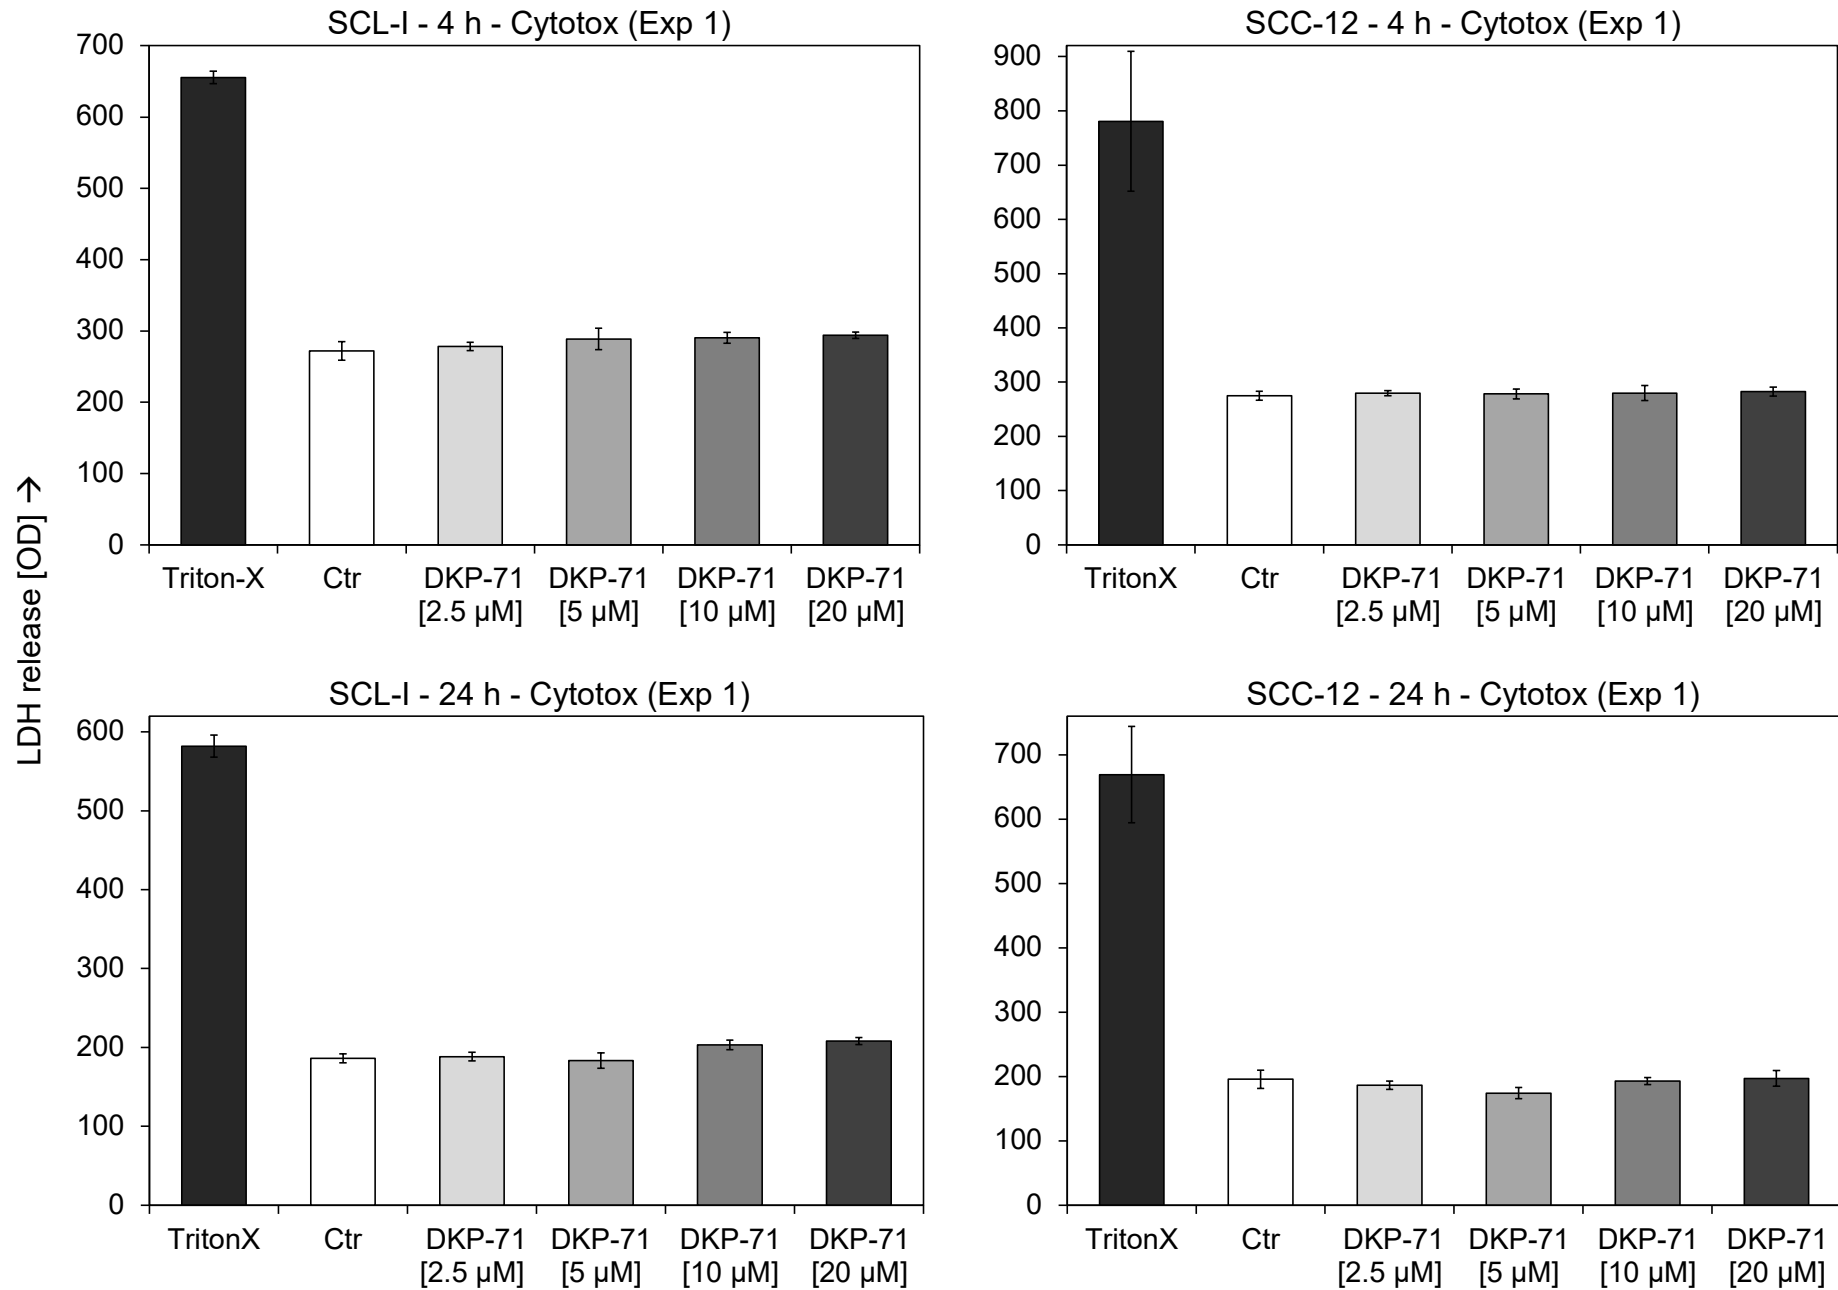 LDH release [OD] →
SCL-I - 4 h - Cytotox (Exp 1)
700
600
500
400
300
200
100
0
Triton-X Ctr DKP-71 DKP-71 DKP-71 DKP-71
[2.5 µM] [5 µM] [10 µM] [20 µM]
SCC-12 - 4 h - Cytotox (Exp 1)
900
800
700
600
500
400
300
200
100
0
TritonX Ctr DKP-71 DKP-71 DKP-71 DKP-71
[2.5 µM] [5 µM] [10 µM] [20 µM]
SCL-I - 24 h - Cytotox (Exp 1)
600
500
400
300
200
100
0
TritonX Ctr DKP-71 DKP-71 DKP-71 DKP-71
[2.5 µM] [5 µM] [10 µM] [20 µM]
SCC-12 - 24 h - Cytotox (Exp 1)
700
600
500
400
300
200
100
0
TritonX Ctr DKP-71 DKP-71 DKP-71 DKP-71
[2.5 µM] [5 µM] [10 µM] [20 µM]